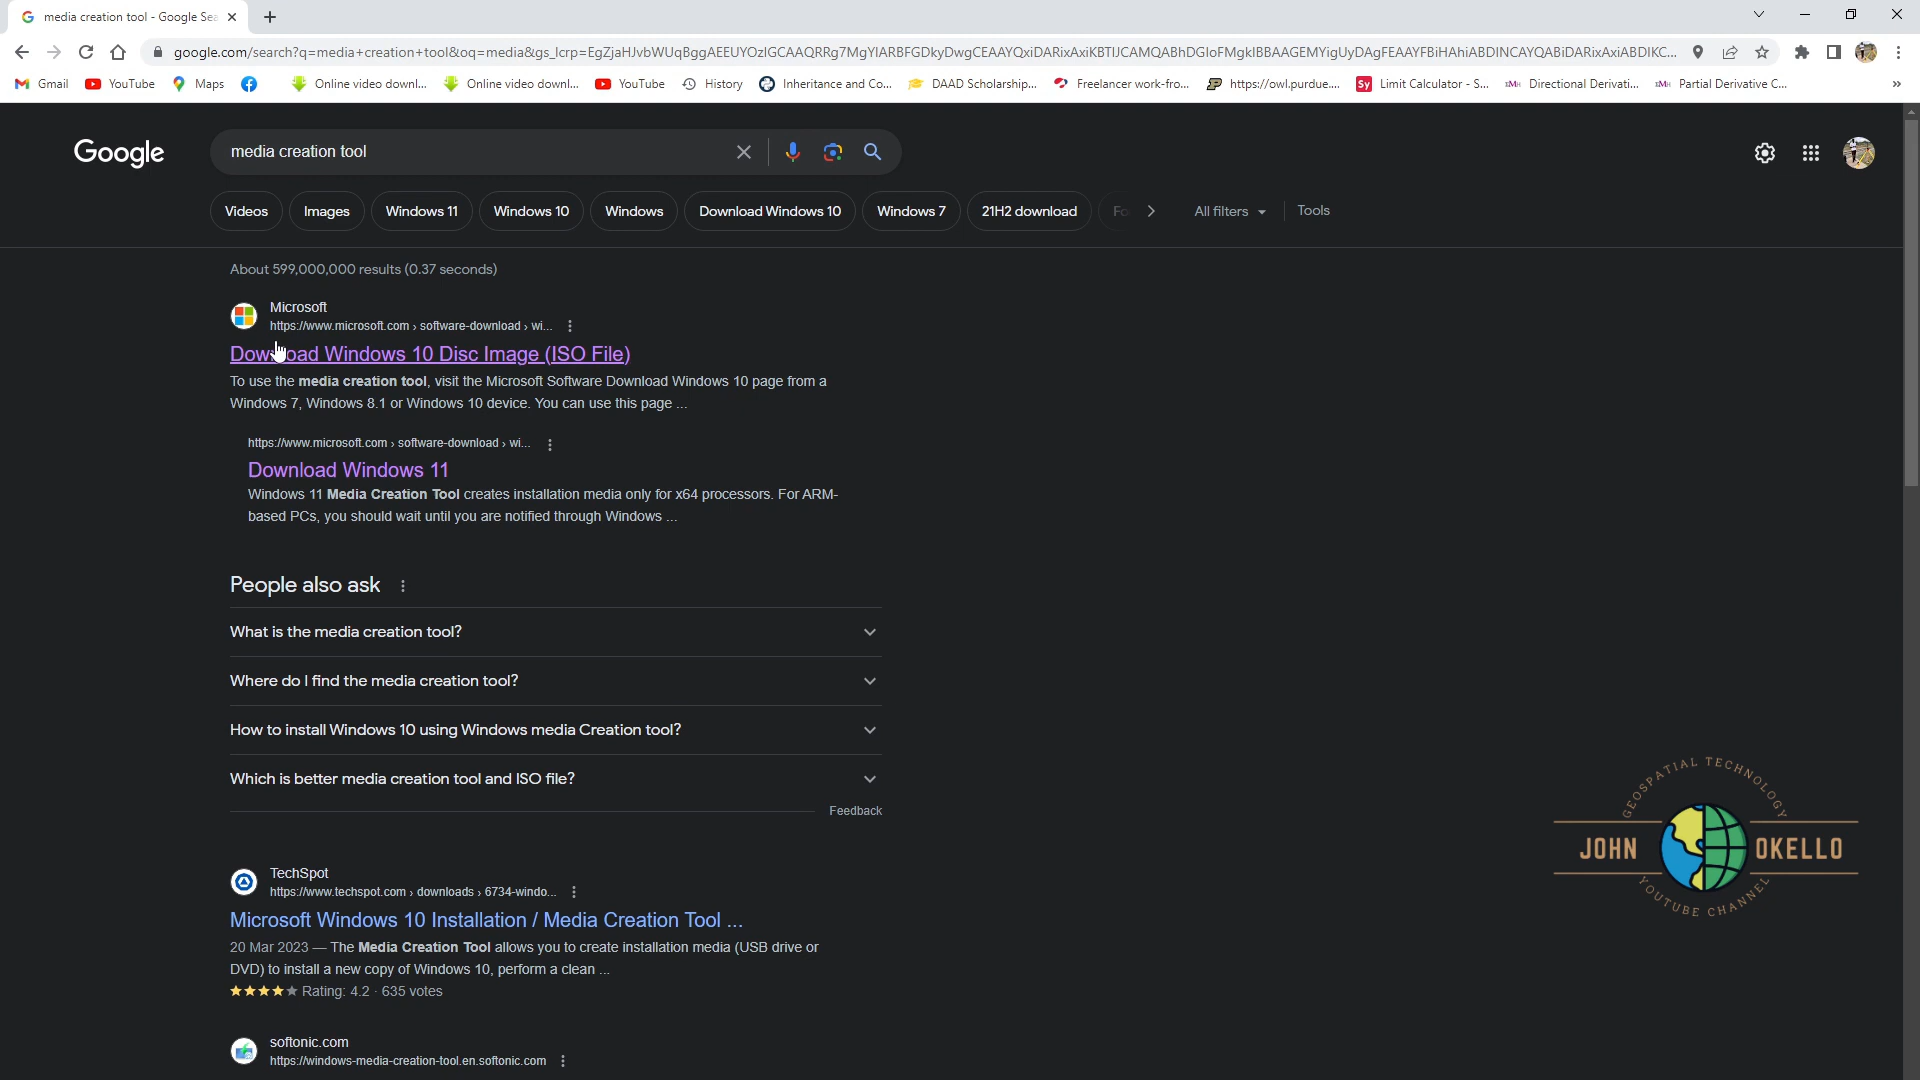 media creation tool - Google Sea
google.com/search?q=media+creation+tool&oq=media&gs_lcrp=
Gmail YouTube Maps Online video downl... Online video downl... YouTube History Inheritance and Co... DAAD Scholarship... Freelancer work-fro... https://owl.purdue.... Sy Limit Calculator - S... Directional Derivati... Partial Derivative C... »
Google
media creation tool
Videos Images Windows 11 Windows 10 Windows Download Windows 10 Windows 7 21H2 download All filters Tools
About 599,000,000 results (0.37 seconds)
Microsoft
https://www.microsoft.com › software-download › wi...
Download Windows 10 Disc Image (ISO File)
To use the media creation tool, visit the Microsoft Software Download Windows 10 page from a
Windows 7, Windows 8.1 or Windows 10 device. You can use this page ...
https://www.microsoft.com › software-download › wi...
Download Windows 11
Windows 11 Media Creation Tool creates installation media only for x64 processors. For ARM-
based PCs, you should wait until you are notified through Windows ...
People also ask
What is the media creation tool?
Where do I find the media creation tool?
How to install Windows 10 using Windows media Creation tool?
Which is better media creation tool and ISO file?
Feedback
GEOSPATIAL TECHNOLOGY
JOHN OKELLO
YOUTUBE CHANNEL
TechSpot
https://www.techspot.com › downloads › 6734-windo...
Microsoft Windows 10 Installation / Media Creation Tool ...
20 Mar 2023 — The Media Creation Tool allows you to create installation media (USB drive or
DVD) to install a new copy of Windows 10, perform a clean ...
Rating: 4.2 · 635 votes
softonic.com
https://windows-media-creation-tool.en.softonic.com